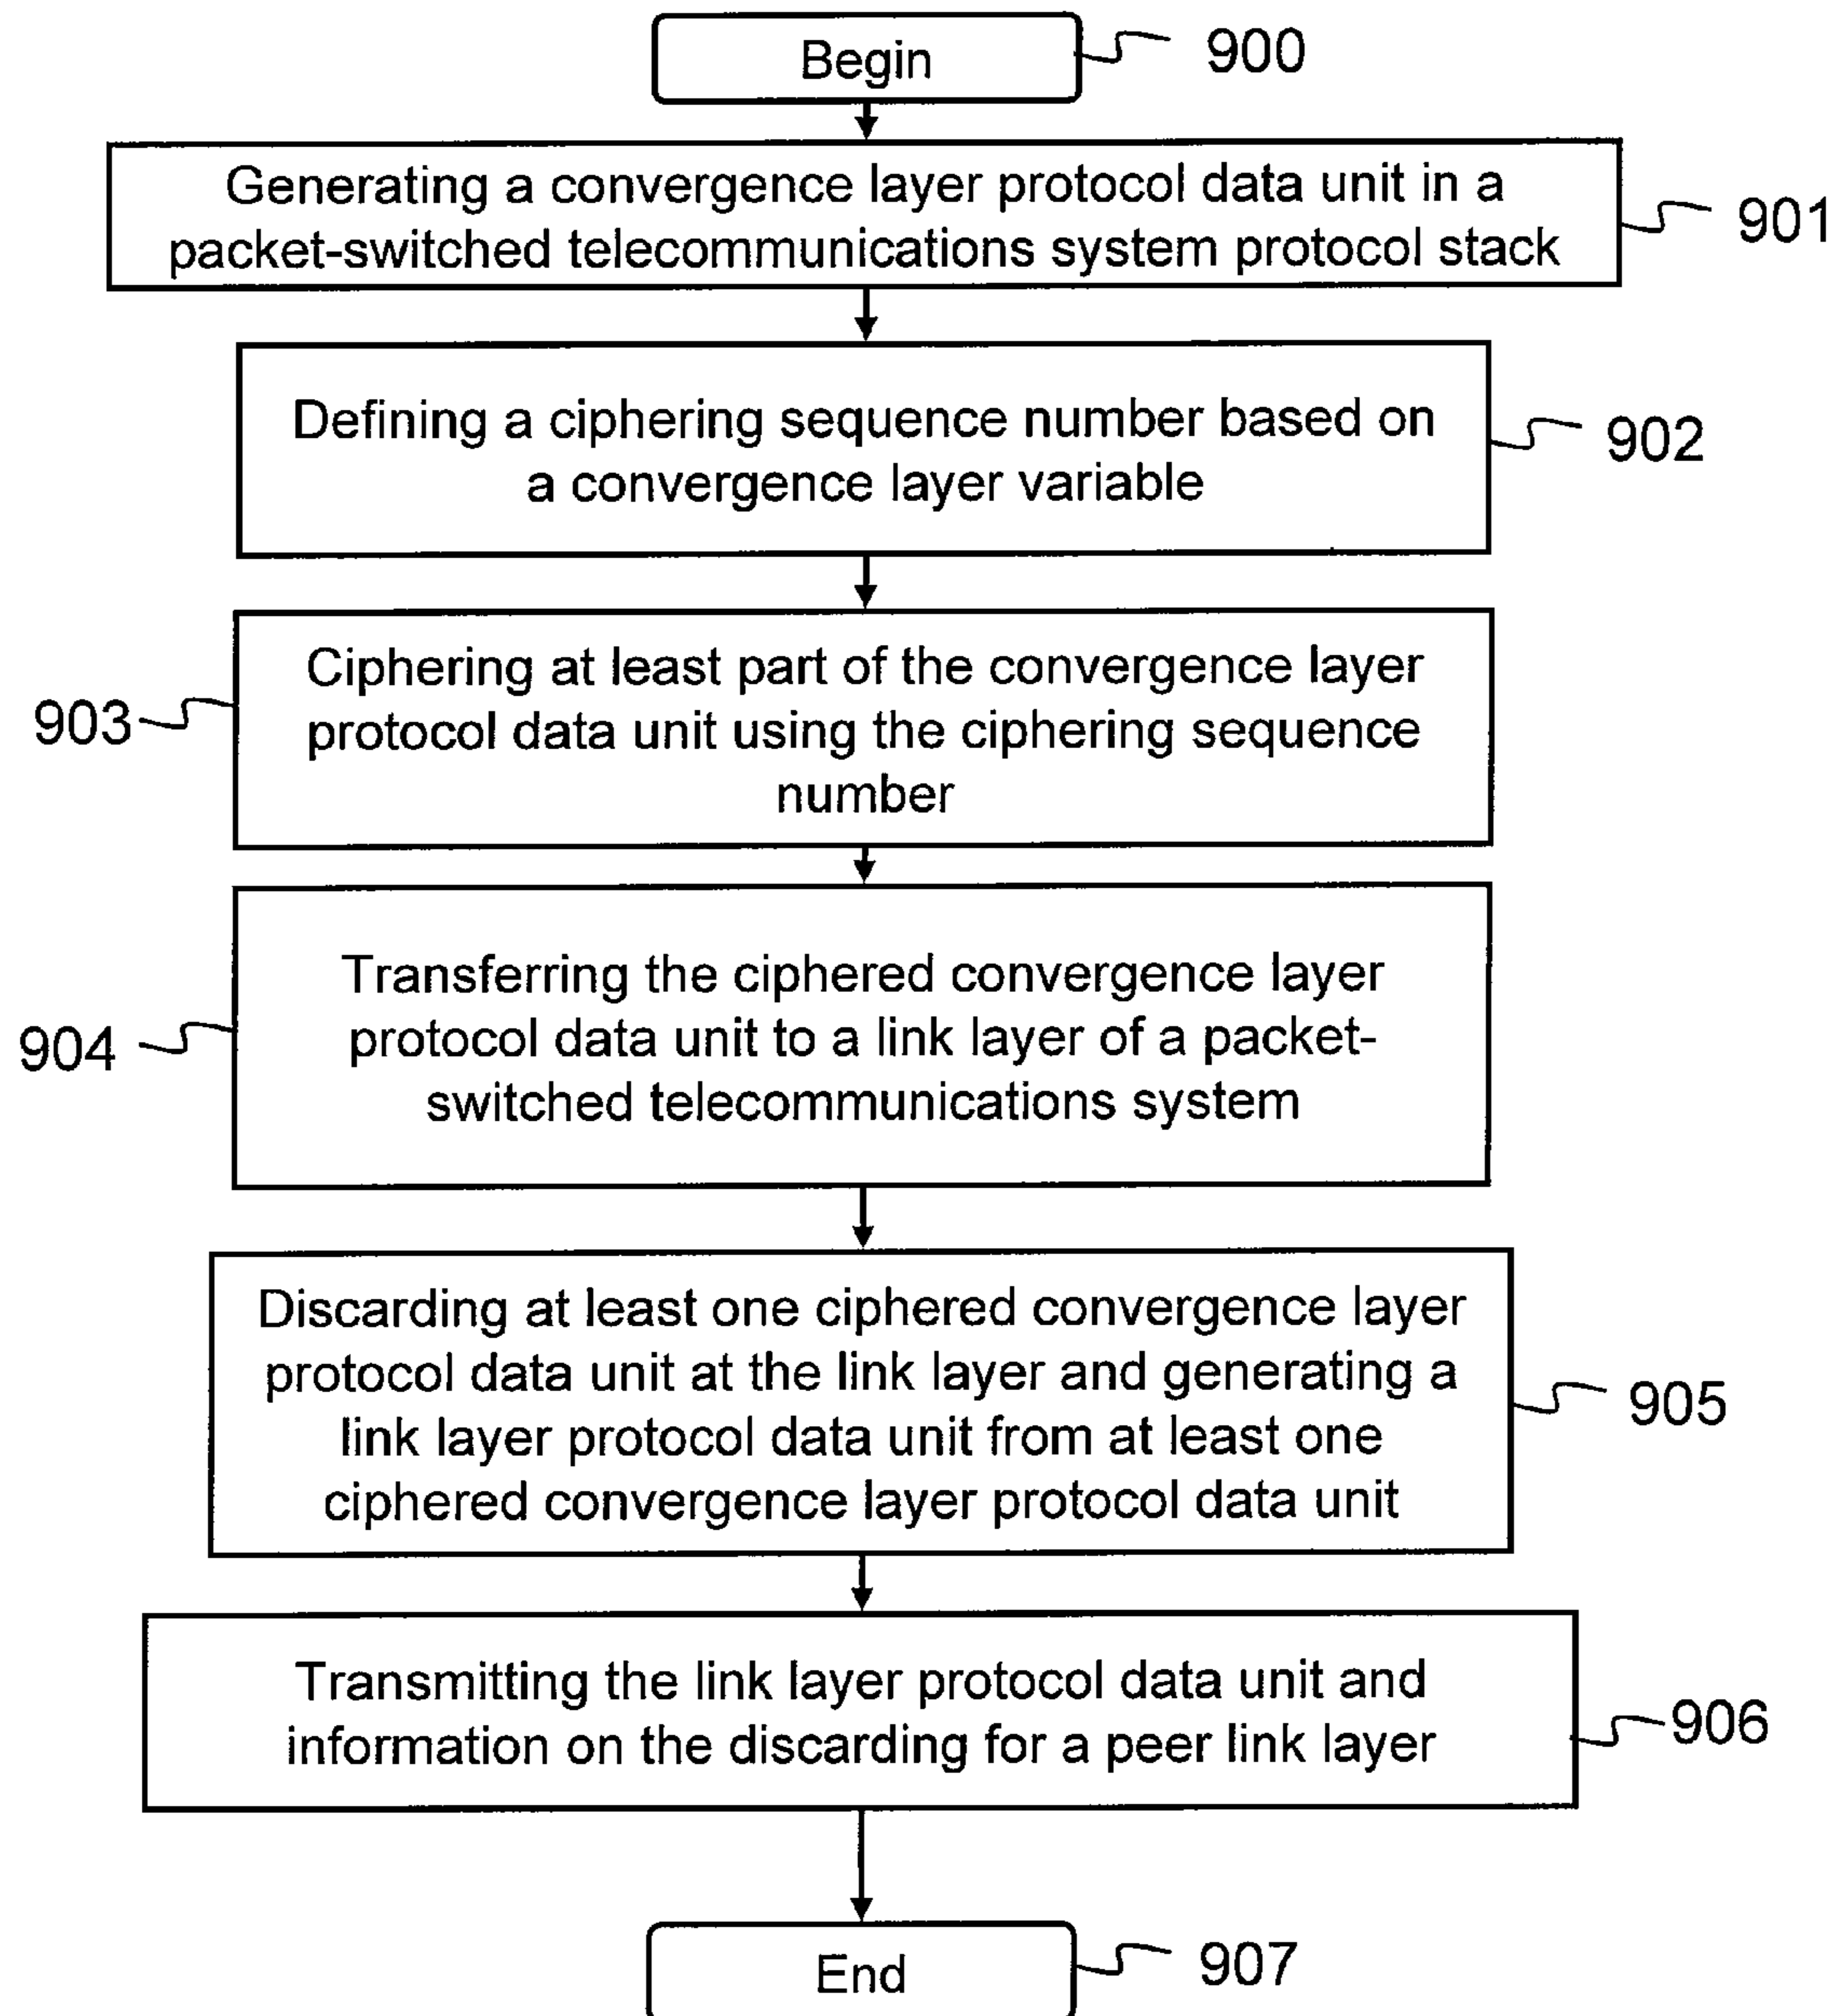 Begin
900
Generating a convergence layer protocol data unit in a
packet-switched telecommunications system protocol stack
901
Defining a ciphering sequence number based on
a convergence layer variable
902
Ciphering at least part of the convergence layer
protocol data unit using the ciphering sequence
number
903
Transferring the ciphered convergence layer
protocol data unit to a link layer of a packet-
switched telecommunications system
904
Discarding at least one ciphered convergence layer
protocol data unit at the link layer and generating a
link layer protocol data unit from at least one
ciphered convergence layer protocol data unit
905
Transmitting the link layer protocol data unit and
information on the discarding for a peer link layer
906
End
907